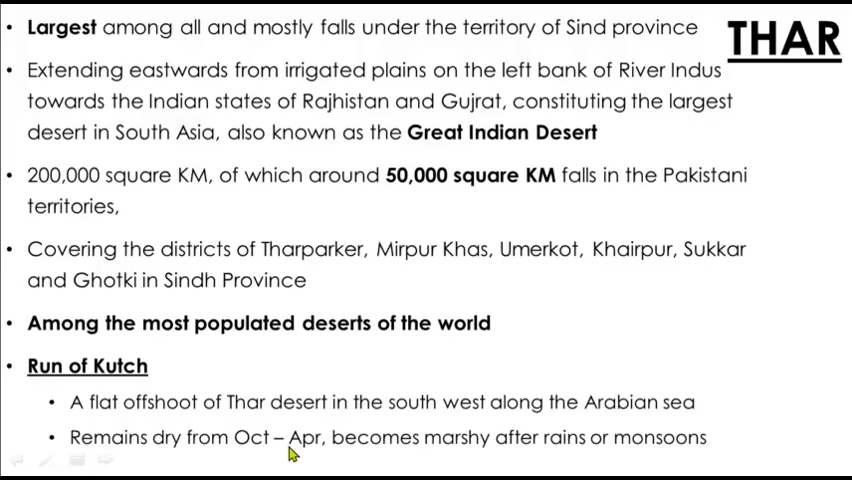 THAR
• Largest among all and mostly falls under the territory of Sind province
• Extending eastwards from irrigated plains on the left bank of River Indus
towards the Indian states of Rajhistan and Gujrat, constituting the largest
desert in South Asia, also known as the Great Indian Desert
• 200,000 square KM, of which around 50,000 square KM falls in the Pakistani
territories,
• Covering the districts of Tharparker, Mirpur Khas, Umerkot, Khairpur, Sukkar
and Ghotki in Sindh Province
• Among the most populated deserts of the world
• Run of Kutch
• A flat offshoot of Thar desert in the south west along the Arabian sea
• Remains dry from Oct – Apr, becomes marshy after rains or monsoons